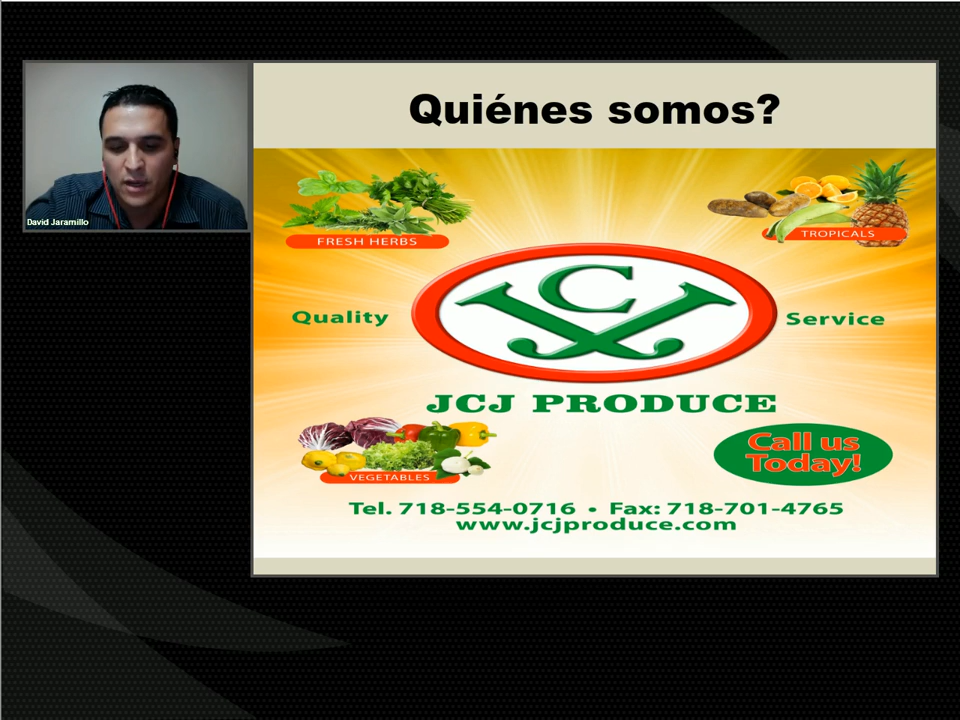 Quiénes somos?
David Jaramillo
FRESH HERBS
TROPICALS
Quality
JCJ
Service
JCJ PRODUCE
VEGETABLES
Call us
Today!
Tel. 718-554-0716 • Fax: 718-701-4765
www.jcjproduce.com